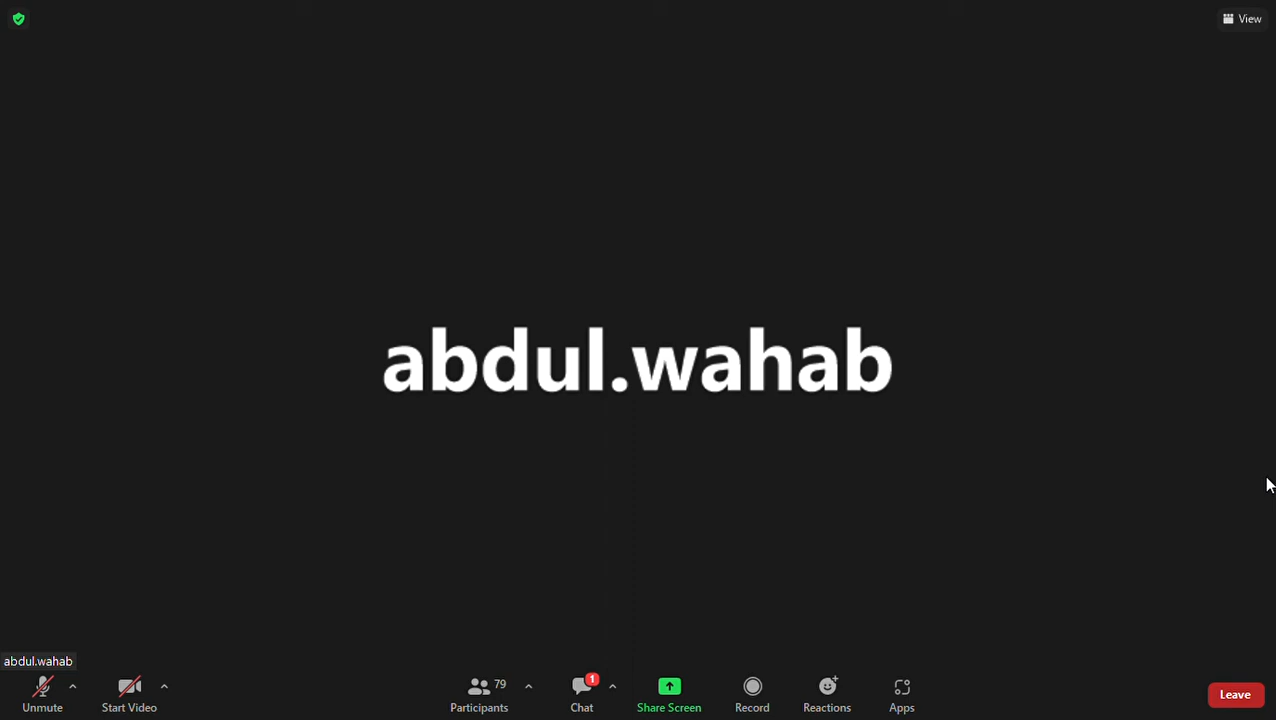 View
abdul.wahab
abdul.wahab
Unmute
Start Video
79
Participants
1
Chat
Share Screen
Record
Reactions
Apps
Leave